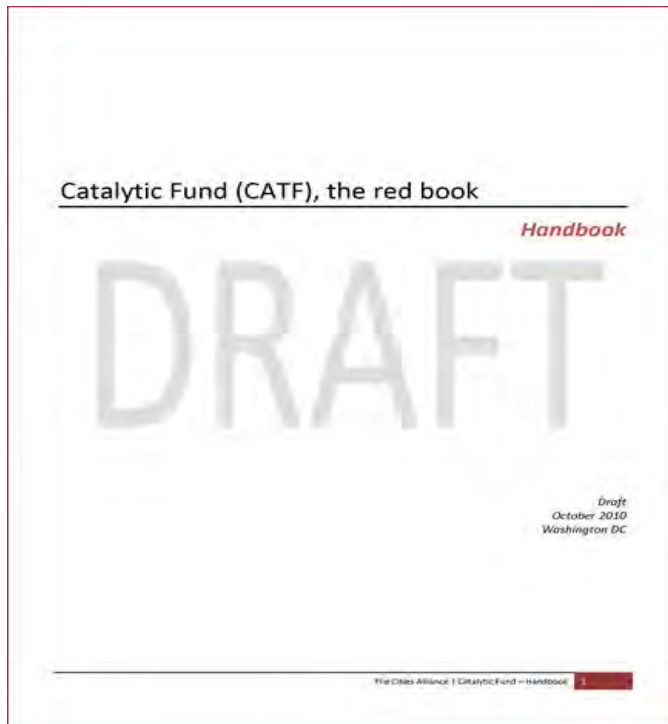 Catalytic Fund (CATF), the red book
Handbook
DRAFT
Draft
October 2010
Washington DC
The Cities Alliance | Catalytic Fund – Handbook 1